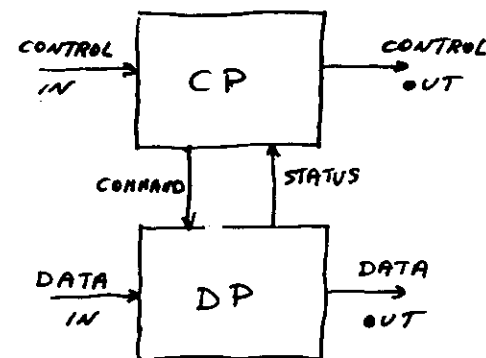 CONTROL
IN
CP
CONTROL
OUT
COMMAND
STATUS
DATA
IN
DP
DATA
OUT